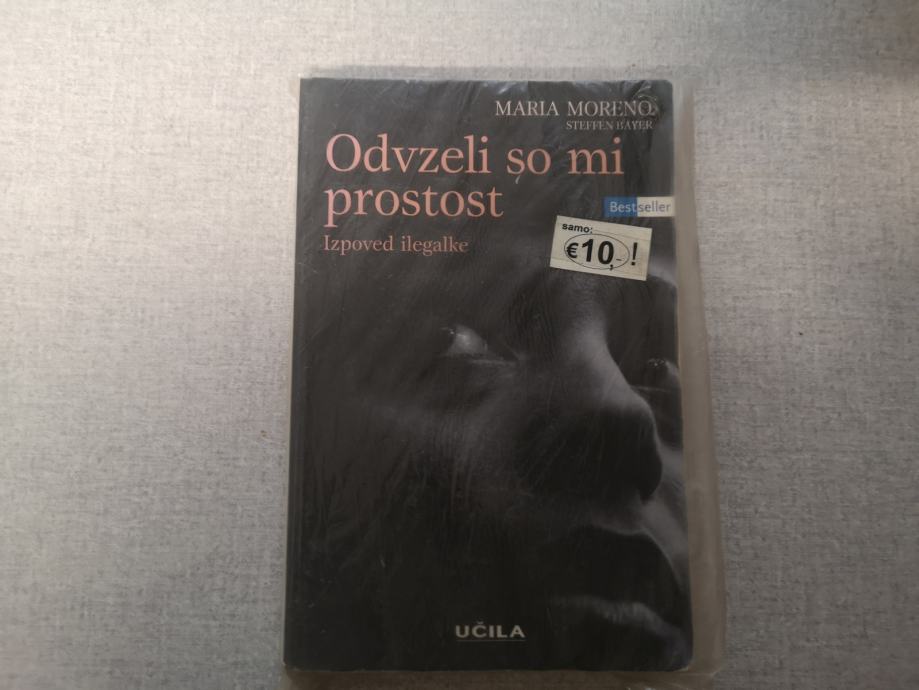 MARIA MORENO
STEFFEN BAYER
Odvzeli so mi
prostost
Bestseller
Izpoved ilegalke
samo:
€10,-!
UČILA